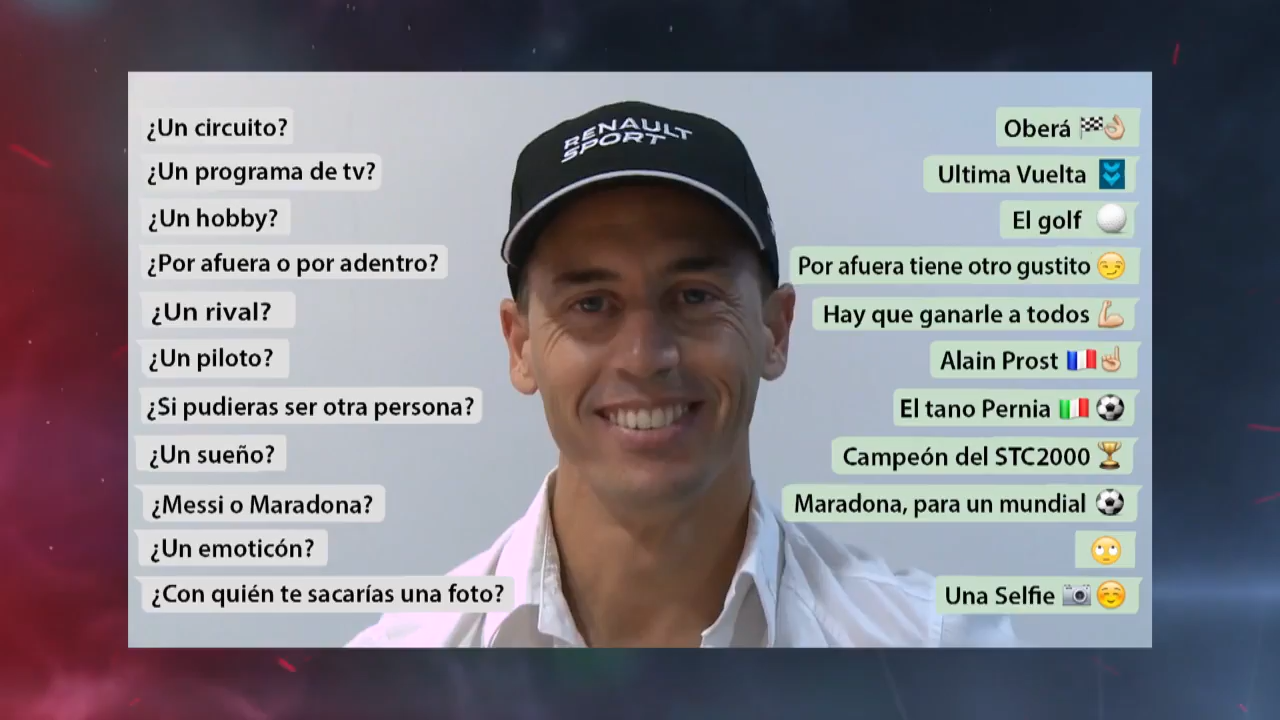 RENAULT
SPORT
¿Un circuito?
Oberá 🏁👌
¿Un programa de tv?
Ultima Vuelta
¿Un hobby?
El golf
¿Por afuera o por adentro?
Por afuera tiene otro gustito 😏
¿Un rival?
Hay que ganarle a todos 💪
¿Un piloto?
Alain Prost 🇫🇷☝
¿Si pudieras ser otra persona?
El tano Pernia 🇮🇹 ⚽
¿Un sueño?
Campeón del STC2000 🏆
¿Messi o Maradona?
Maradona, para un mundial ⚽
¿Un emoticón?
🙄
¿Con quién te sacarías una foto?
Una Selfie 📷 ☺